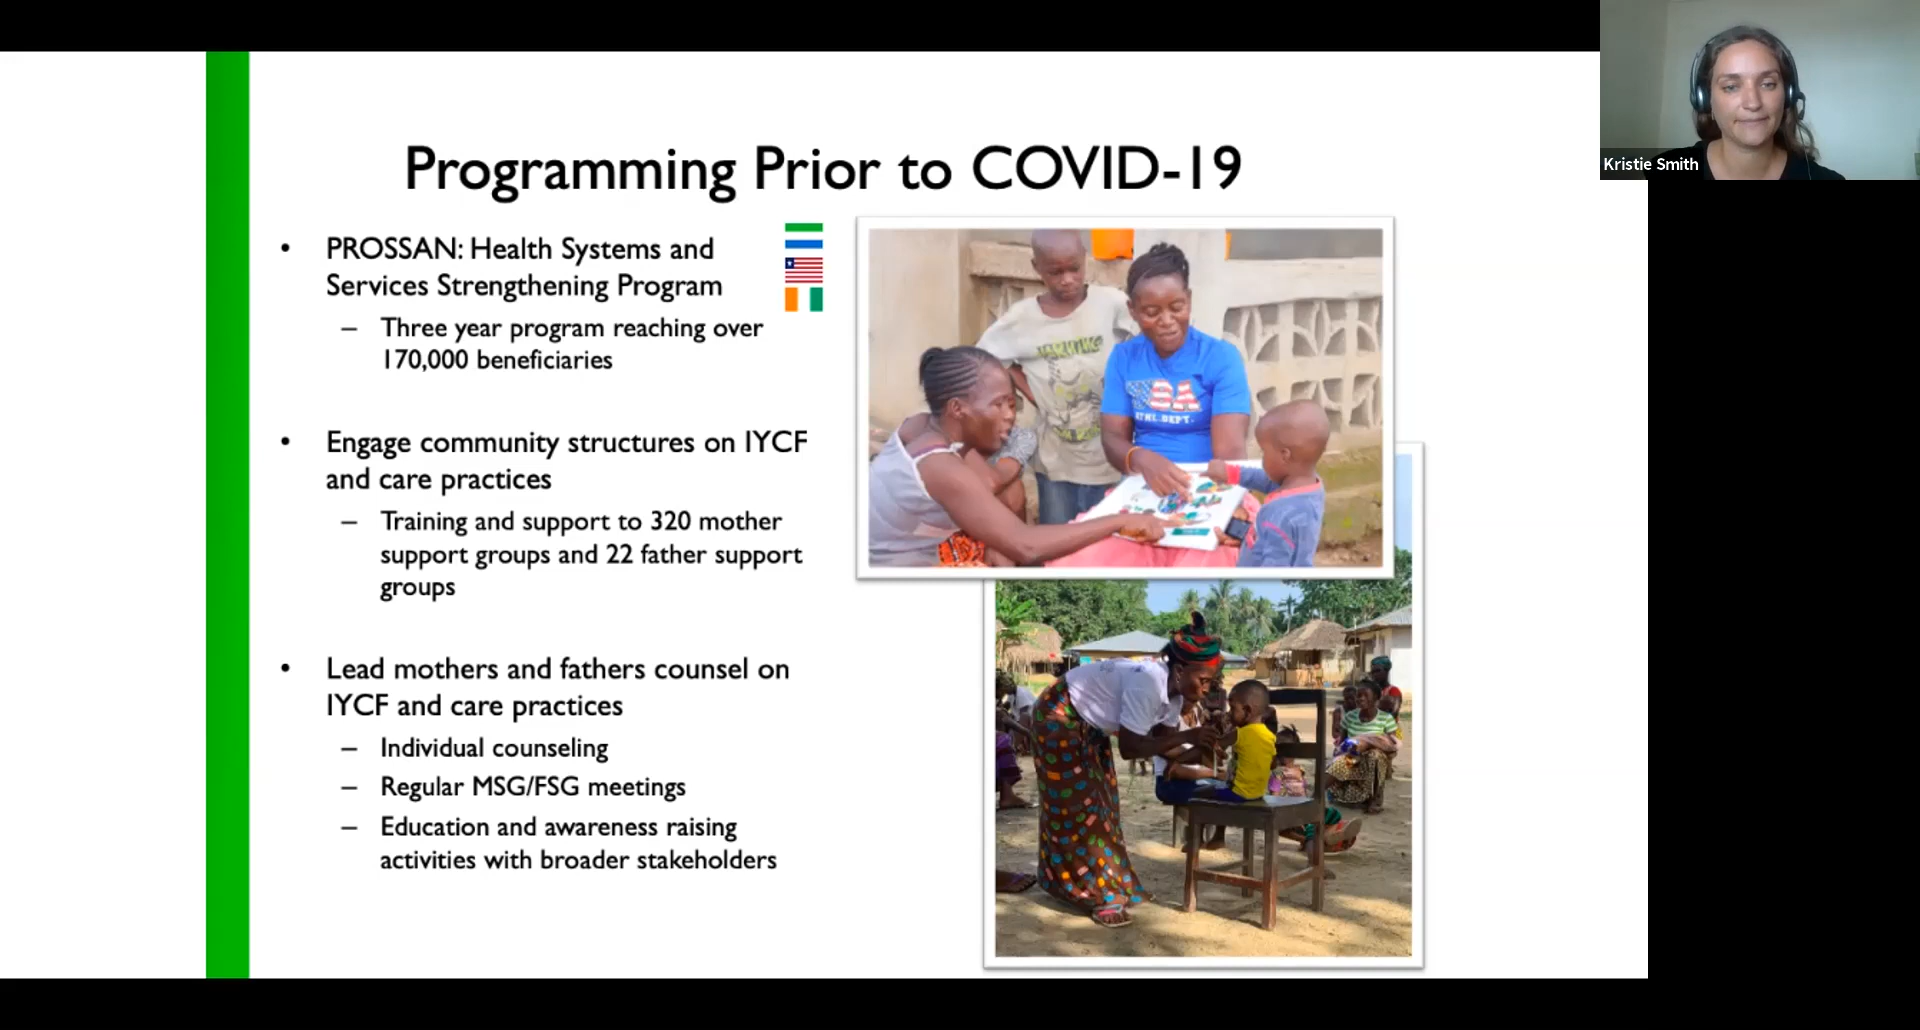 Programming Prior to COVID-19
• PROSSAN: Health Systems and
Services Strengthening Program
– Three year program reaching over
170,000 beneficiaries
• Engage community structures on IYCF
and care practices
– Training and support to 320 mother
support groups and 22 father support
groups
• Lead mothers and fathers counsel on
IYCF and care practices
– Individual counseling
– Regular MSG/FSG meetings
– Education and awareness raising
activities with broader stakeholders
Kristie Smith